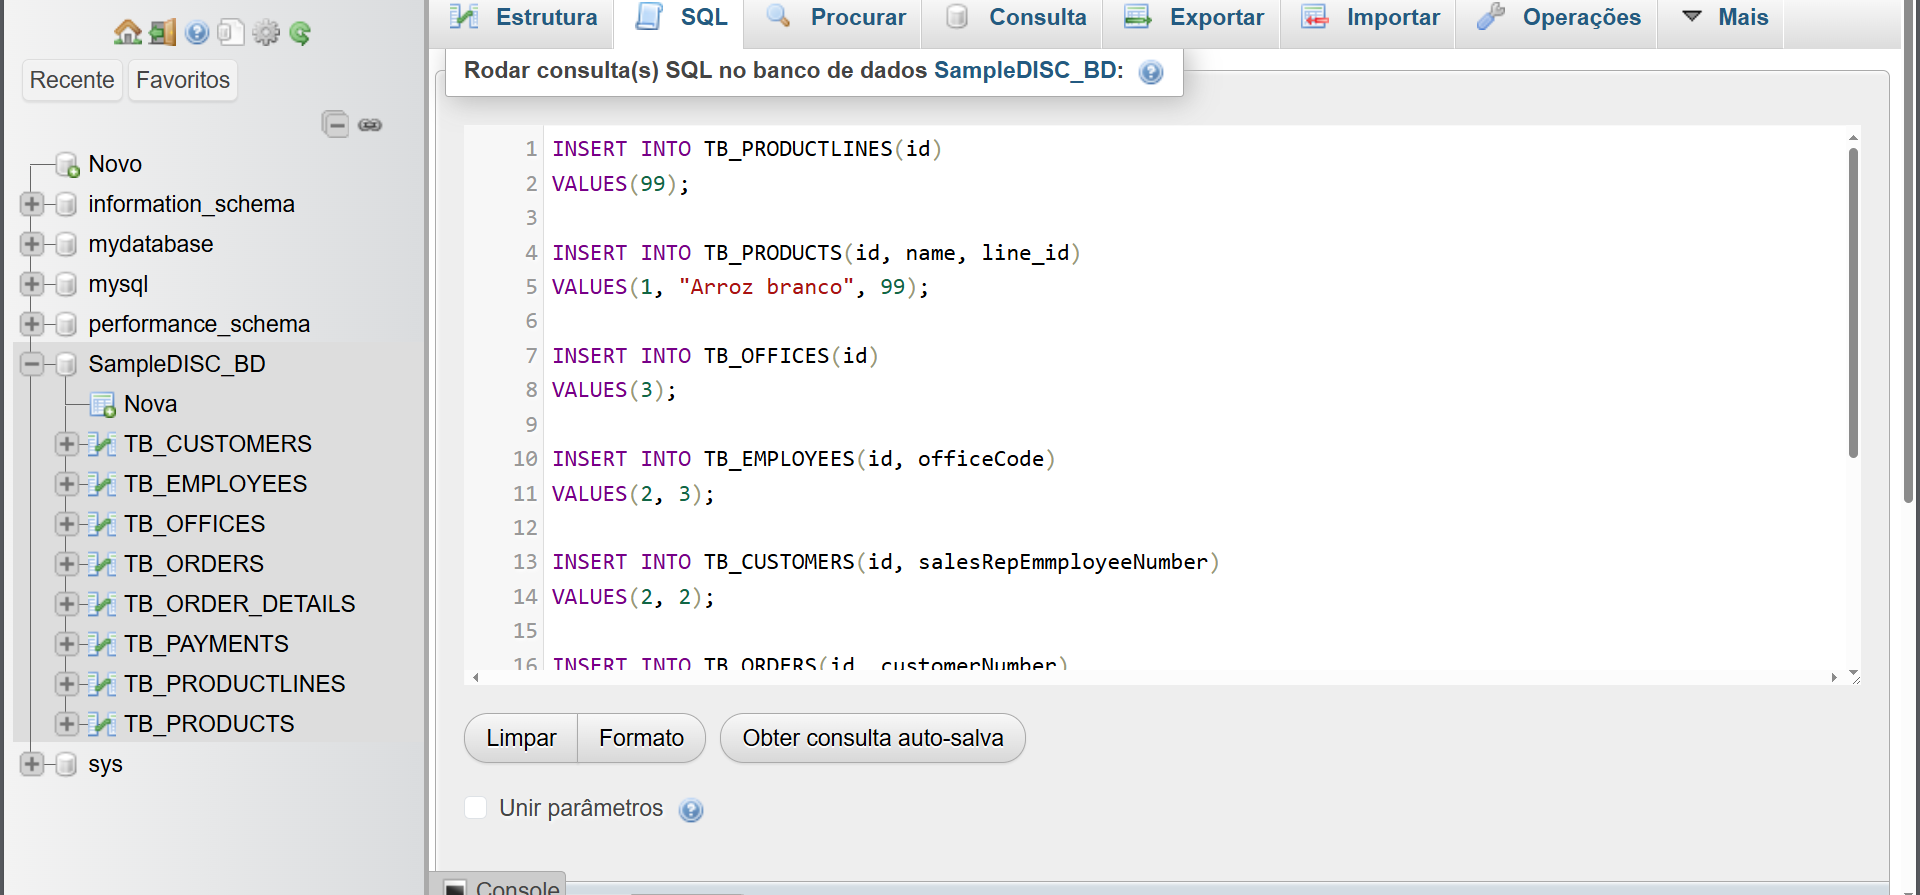 Recente Favoritos
Novo
information_schema
mydatabase
mysql
performance_schema
SampleDISC_BD
Nova
TB_CUSTOMERS
TB_EMPLOYEES
TB_OFFICES
TB_ORDERS
TB_ORDER_DETAILS
TB_PAYMENTS
TB_PRODUCTLINES
TB_PRODUCTS
sys
Estrutura SQL Procurar Consulta Exportar Importar Operações Mais
Rodar consulta(s) SQL no banco de dados SampleDISC_BD:
1 INSERT INTO TB_PRODUCTLINES(id)
2 VALUES(99);
3
4 INSERT INTO TB_PRODUCTS(id, name, line_id)
5 VALUES(1, "Arroz branco", 99);
6
7 INSERT INTO TB_OFFICES(id)
8 VALUES(3);
9
10 INSERT INTO TB_EMPLOYEES(id, officeCode)
11 VALUES(2, 3);
12
13 INSERT INTO TB_CUSTOMERS(id, salesRepEmmployeeNumber)
14 VALUES(2, 2);
15
16 INSERT INTO TB_ORDERS(id, customerNumber)
Limpar Formato Obter consulta auto-salva
Unir parâmetros
Console